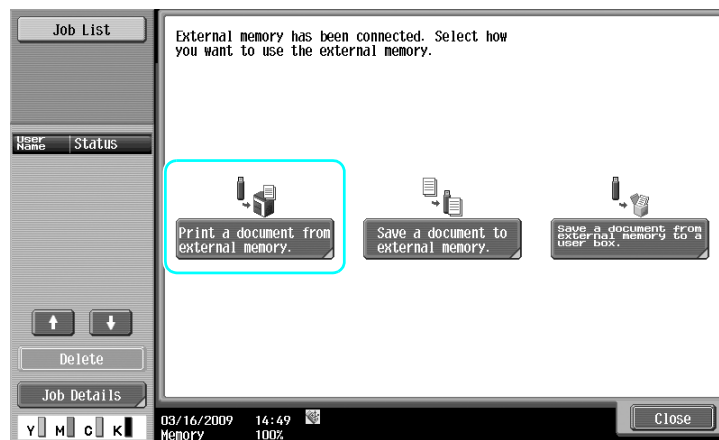 Job List
External memory has been connected. Select how
you want to use the external memory.
User
Name
Status
Print a document from
external memory.
Save a document to
external memory.
Save a document from
external memory to a
user box.
Delete
Job Details
Y M C K
03/16/2009 14:49
Memory 100%
Close